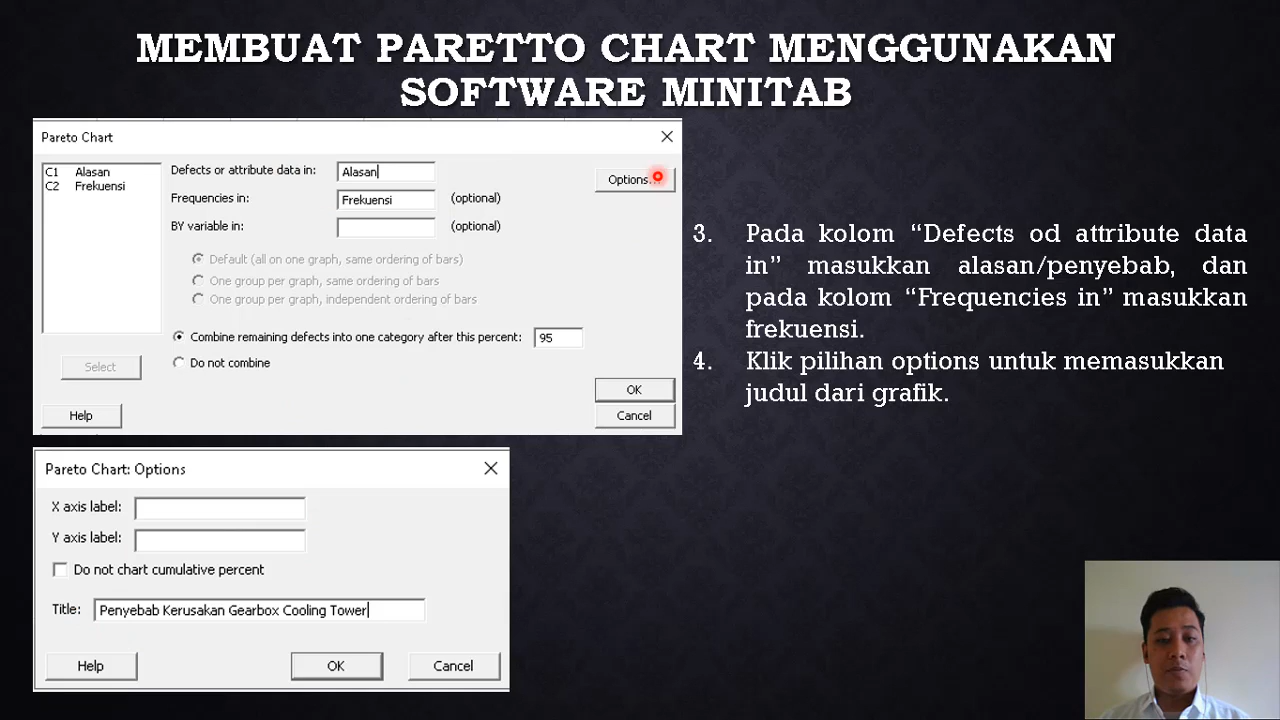 MEMBUAT PARETTO CHART MENGGUNAKAN
SOFTWARE MINITAB
Pareto Chart
C1 Alasan
C2 Frekuensi
Defects or attribute data in: Alasan
Frequencies in: Frekuensi (optional)
BY variable in: (optional)
Default (all on one graph, same ordering of bars)
One group per graph, same ordering of bars
One group per graph, independent ordering of bars
Combine remaining defects into one category after this percent: 95
Do not combine
Select
Help
Options...
OK
Cancel
3. Pada kolom “Defects od attribute data
in” masukkan alasan/penyebab, dan
pada kolom “Frequencies in” masukkan
frekuensi.
4. Klik pilihan options untuk memasukkan
judul dari grafik.
Pareto Chart: Options
X axis label:
Y axis label:
Do not chart cumulative percent
Title: Penyebab Kerusakan Gearbox Cooling Tower
Help OK Cancel